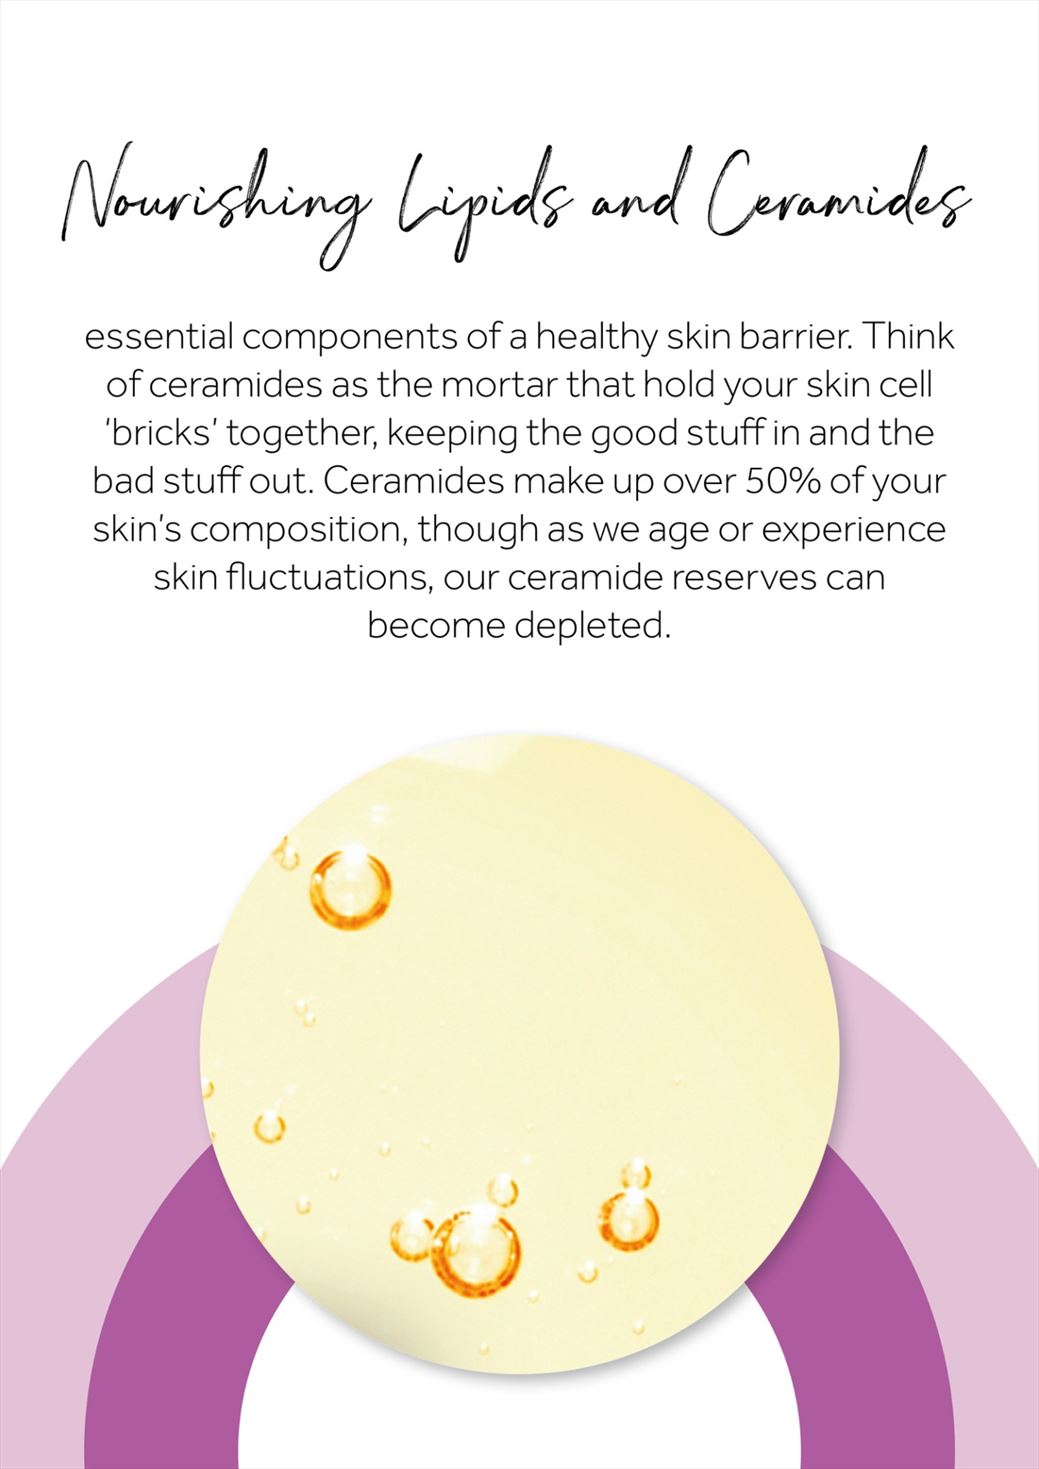 Nourishing Lipids and Ceramides
essential components of a healthy skin barrier. Think
of ceramides as the mortar that hold your skin cell
‘bricks’ together, keeping the good stuff in and the
bad stuff out. Ceramides make up over 50% of your
skin’s composition, though as we age or experience
skin fluctuations, our ceramide reserves can
become depleted.